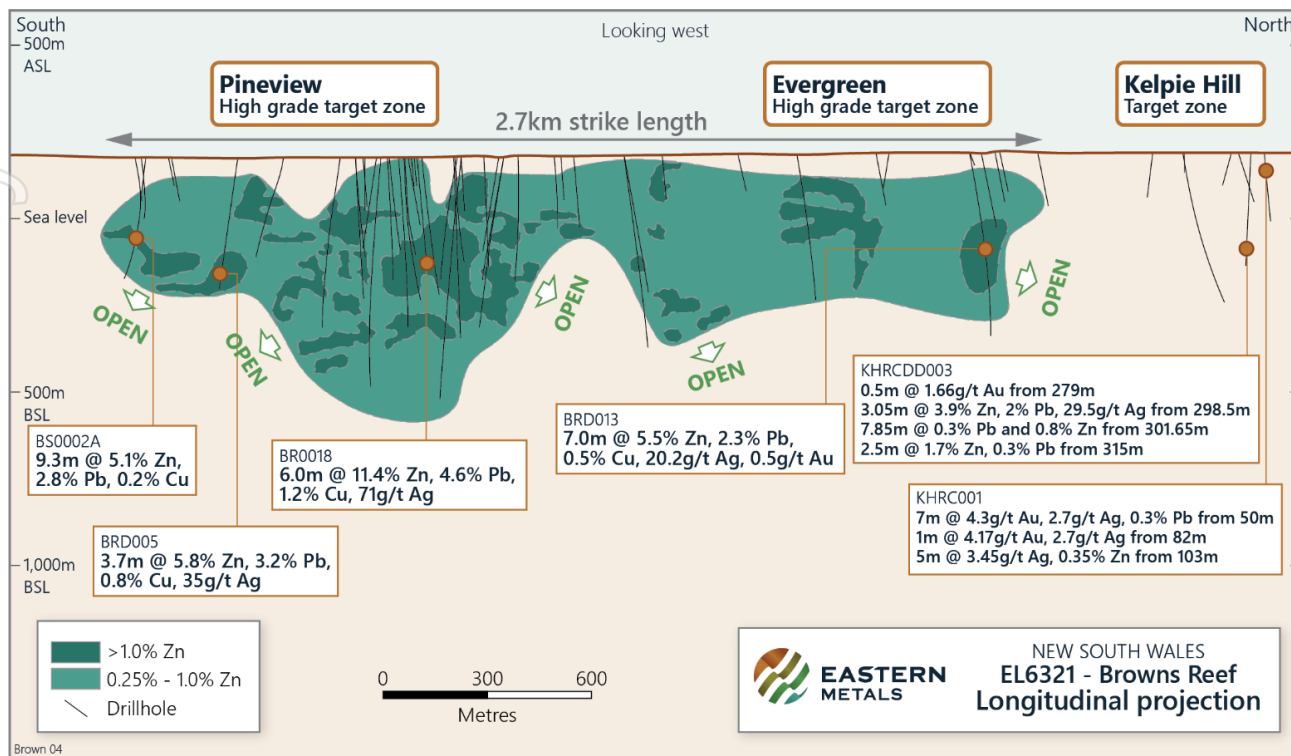 South
Looking west
North
500m
ASL
Pineview
High grade target zone
Evergreen
High grade target zone
Kelpie Hill
Target zone
2.7km strike length
Sea level
OPEN
OPEN
OPEN
OPEN
OPEN
500m
BSL
BS0002A
9.3m @ 5.1% Zn,
2.8% Pb, 0.2% Cu
BR0018
6.0m @ 11.4% Zn, 4.6% Pb,
1.2% Cu, 71g/t Ag
BRD013
7.0m @ 5.5% Zn, 2.3% Pb,
0.5% Cu, 20.2g/t Ag, 0.5g/t Au
KHRCDD003
0.5m @ 1.66g/t Au from 279m
3.05m @ 3.9% Zn, 2% Pb, 29.5g/t Ag from 298.5m
7.85m @ 0.3% Pb and 0.8% Zn from 301.65m
2.5m @ 1.7% Zn, 0.3% Pb from 315m
BRD005
3.7m @ 5.8% Zn, 3.2% Pb,
0.8% Cu, 35g/t Ag
KHRC001
7m @ 4.3g/t Au, 2.7g/t Ag, 0.3% Pb from 50m
1m @ 4.17g/t Au, 2.7g/t Ag from 82m
5m @ 3.45g/t Ag, 0.35% Zn from 103m
1,000m
BSL
>1.0% Zn
0.25% - 1.0% Zn
Drillhole
0 300 600
Metres
EASTERN
METALS
NEW SOUTH WALES
EL6321 - Browns Reef
Longitudinal projection
Brown 04